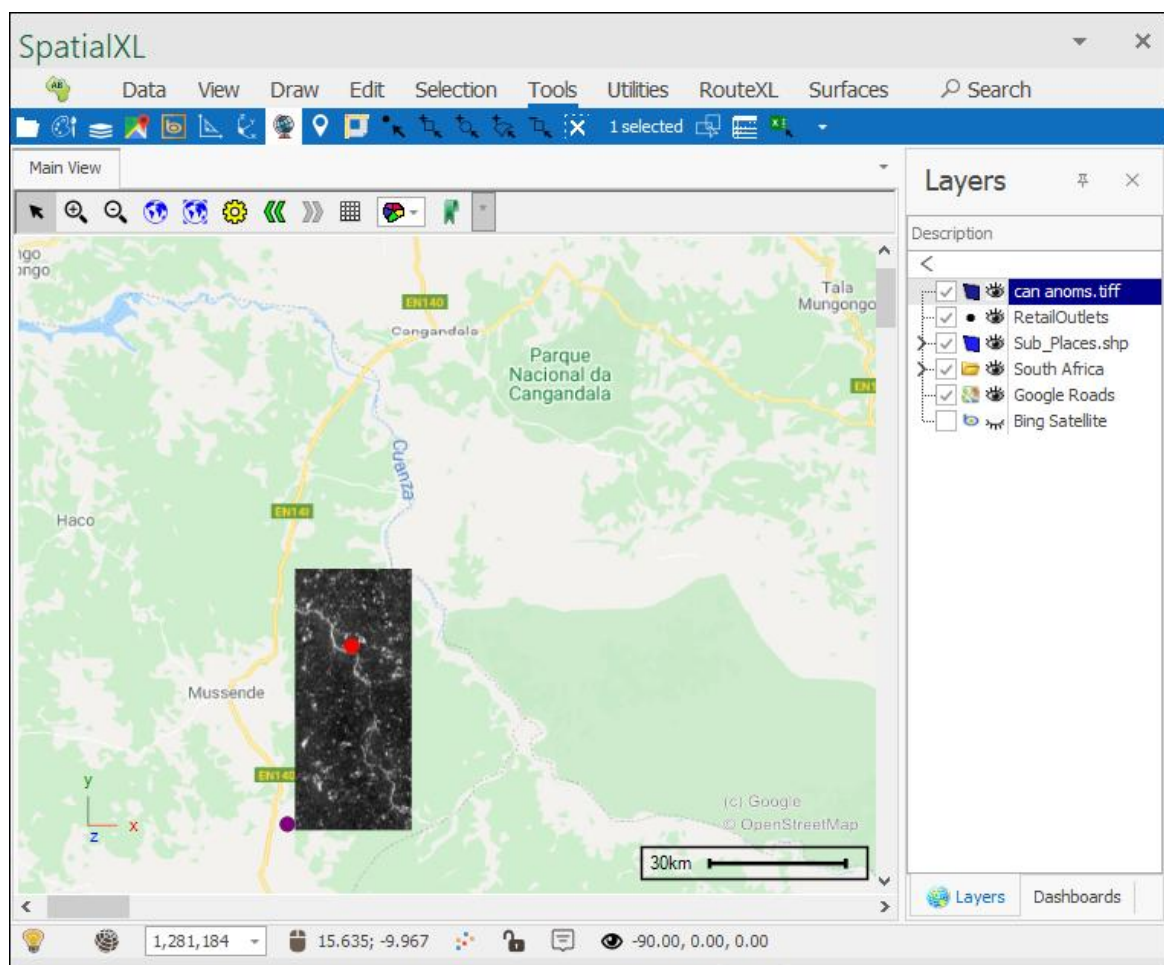 SpatialXL
Data View Draw Edit Selection Tools Utilities RouteXL Surfaces Search
1 selected
Main View
Layers
Description
can anoms.tiff
RetailOutlets
Sub_Places.shp
South Africa
Google Roads
Bing Satellite
ongo
Tala
Mungongo
EN140
Cangandala
Parque
Nacional da
Cangandala
Cuanza
Haco
EN140
Mussende
EN140
y
x
z
(c) Google
© OpenStreetMap
30km
Layers Dashboards
1,281,184 15.635; -9.967 -90.00, 0.00, 0.00